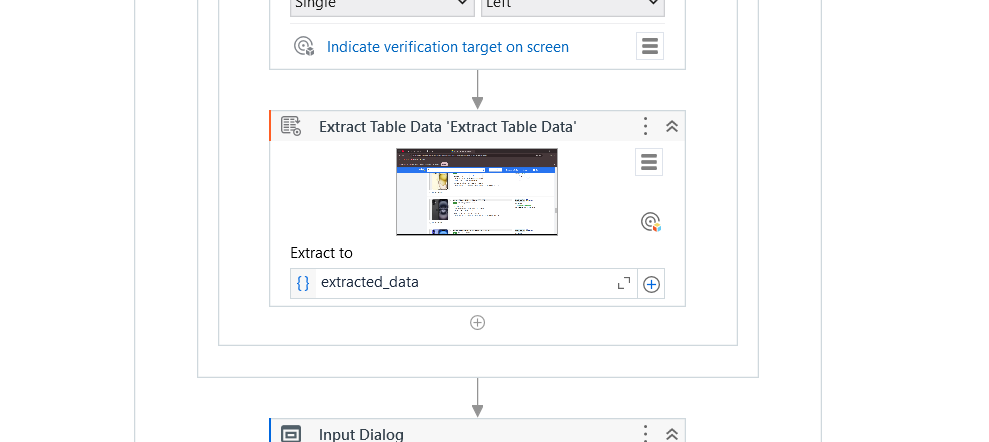 Single
Left
Indicate verification target on screen
Extract Table Data 'Extract Table Data'
Extract to
{} extracted_data
Input Dialog